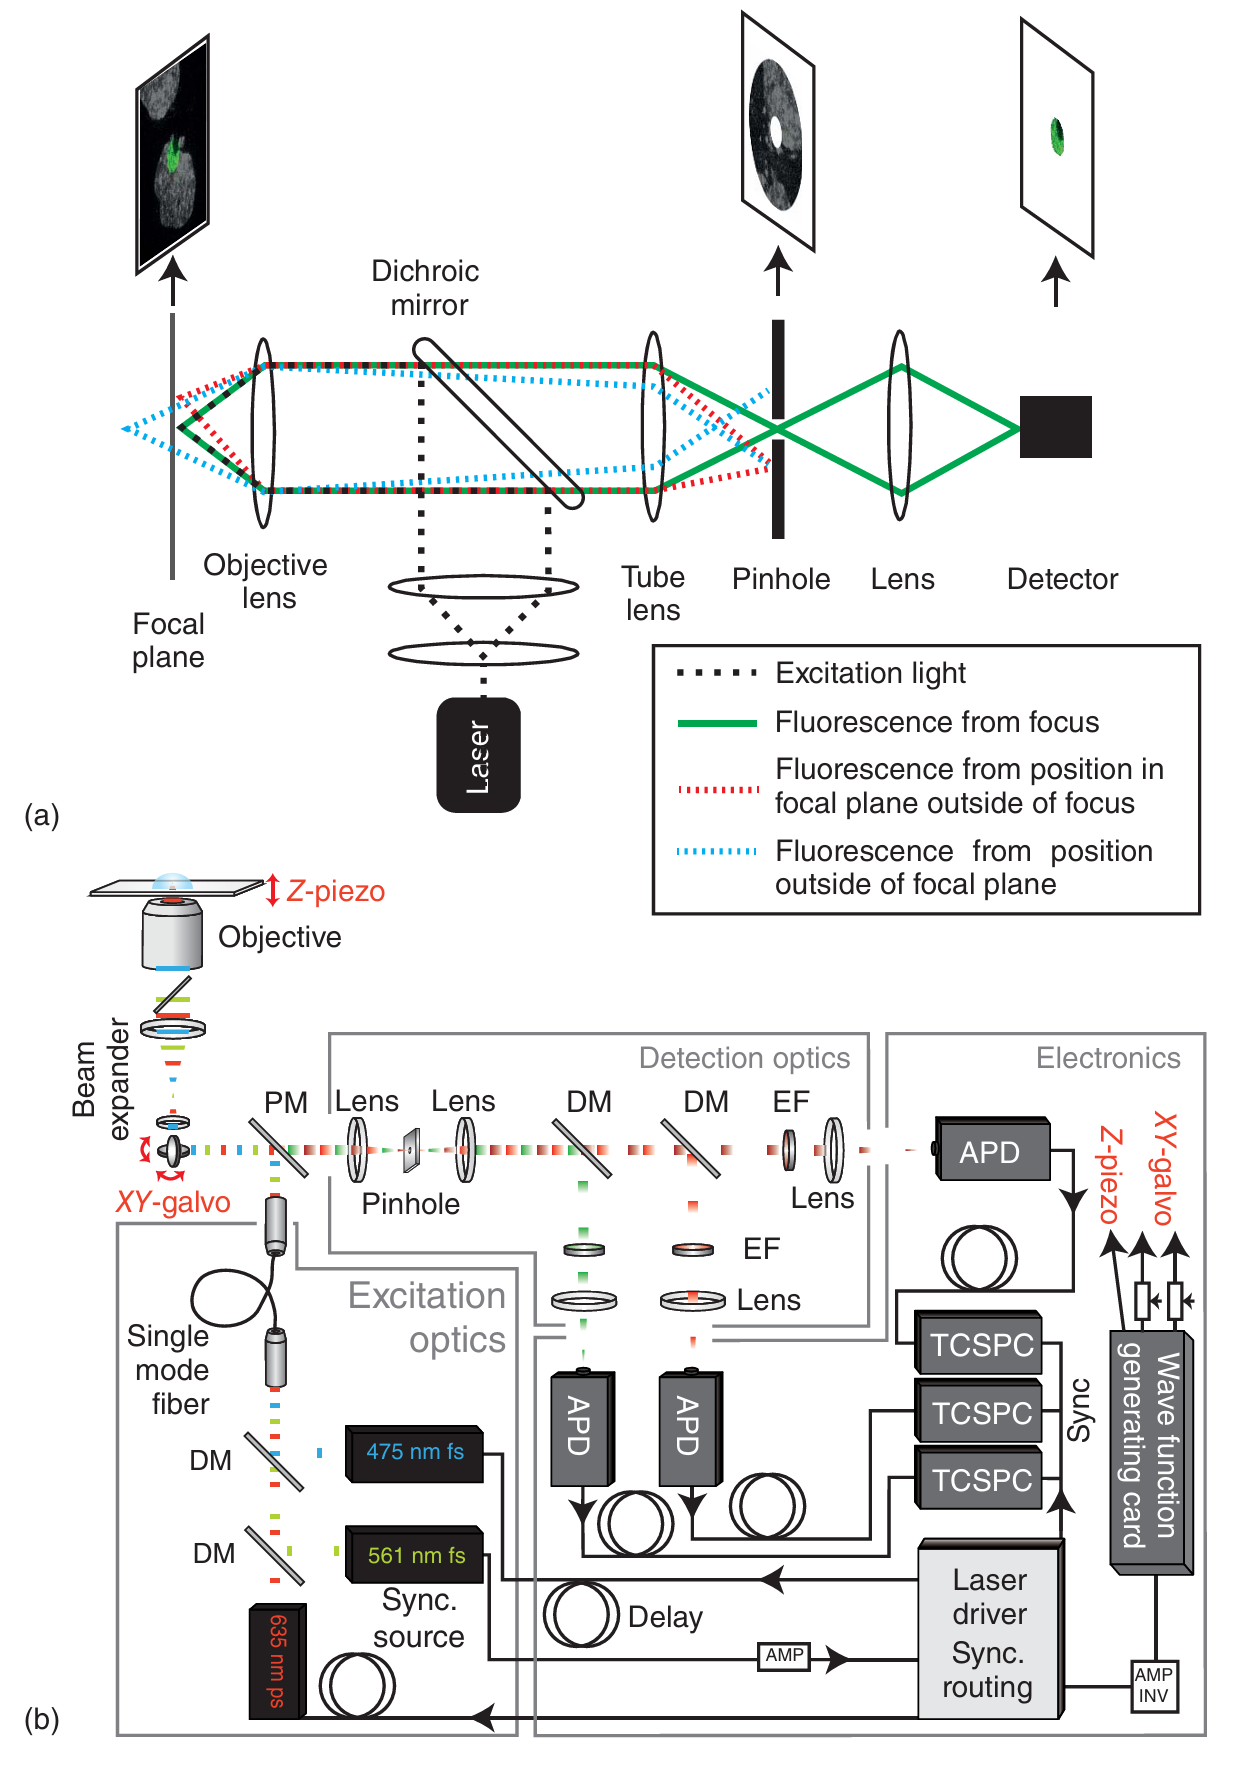 Dichroic
mirror
Objective
lens
Focal
plane
Tube
lens
Pinhole
Lens
Detector
Laser
Excitation light
Fluorescence from focus
Fluorescence from position in
focal plane outside of focus
Fluorescence from position
outside of focal plane
(a)
Z-piezo
Objective
Beam
expander
XY-galvo
PM
Lens
Pinhole
Lens
Detection optics
DM
DM
EF
Lens
EF
Lens
Electronics
APD
Z-piezo
XY-galvo
Excitation
optics
Single
mode
fiber
DM
475 nm fs
DM
561 nm fs
Sync.
source
635 nm ps
APD
APD
TCSPC
TCSPC
TCSPC
Sync
Wave function
generating card
Delay
AMP
Laser
driver
Sync.
routing
AMP
INV
(b)